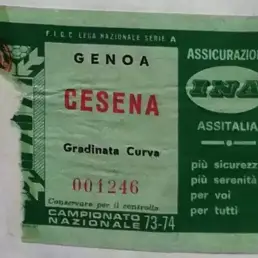 F.I.G.C LEGA NAZIONALE SERIE A
GENOA
CESENA
Gradinata Curva
001246
Conservare per il controllo
CAMPIONATO
NAZIONALE 73-74
ASSICURAZIO
INA
ASSITALIA
più sicurezz
più serenità
per voi
per tutti